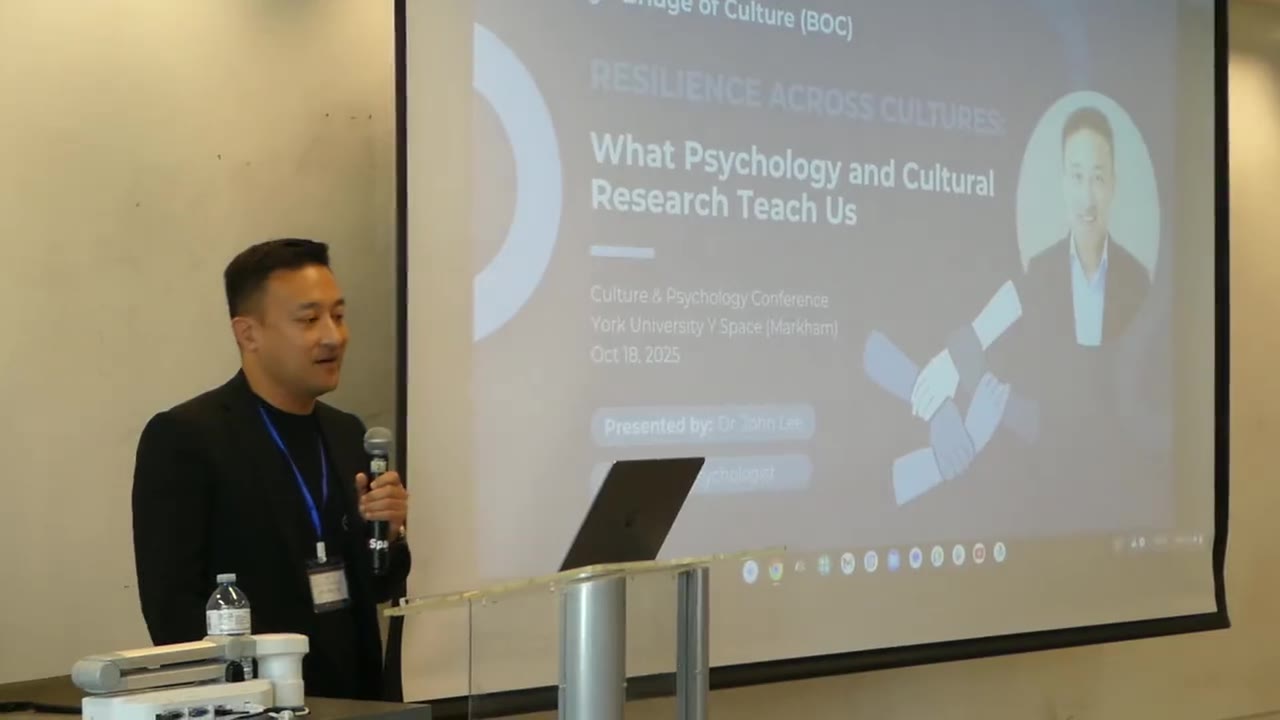 of Culture (BOC)
RESILIENCE ACROSS CULTURES:
What Psychology and Cultural
Research Teach Us
Culture & Psychology Conference
York University Y Space (Markham)
Oct 18, 2025
Presented by: Dr John Lee